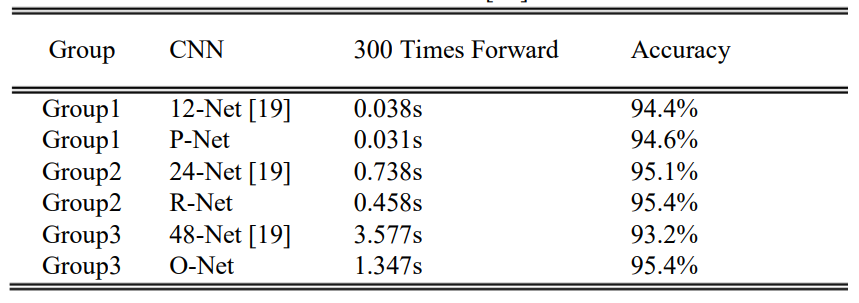 Group CNN 300 Times Forward Accuracy
Group1 12-Net [19] 0.038s 94.4%
Group1 P-Net 0.031s 94.6%
Group2 24-Net [19] 0.738s 95.1%
Group2 R-Net 0.458s 95.4%
Group3 48-Net [19] 3.577s 93.2%
Group3 O-Net 1.347s 95.4%